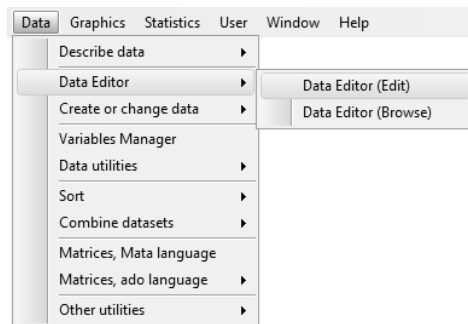 Data Graphics Statistics User Window Help
Describe data
Data Editor
Data Editor (Edit)
Create or change data
Data Editor (Browse)
Variables Manager
Data utilities
Sort
Combine datasets
Matrices, Mata language
Matrices, ado language
Other utilities